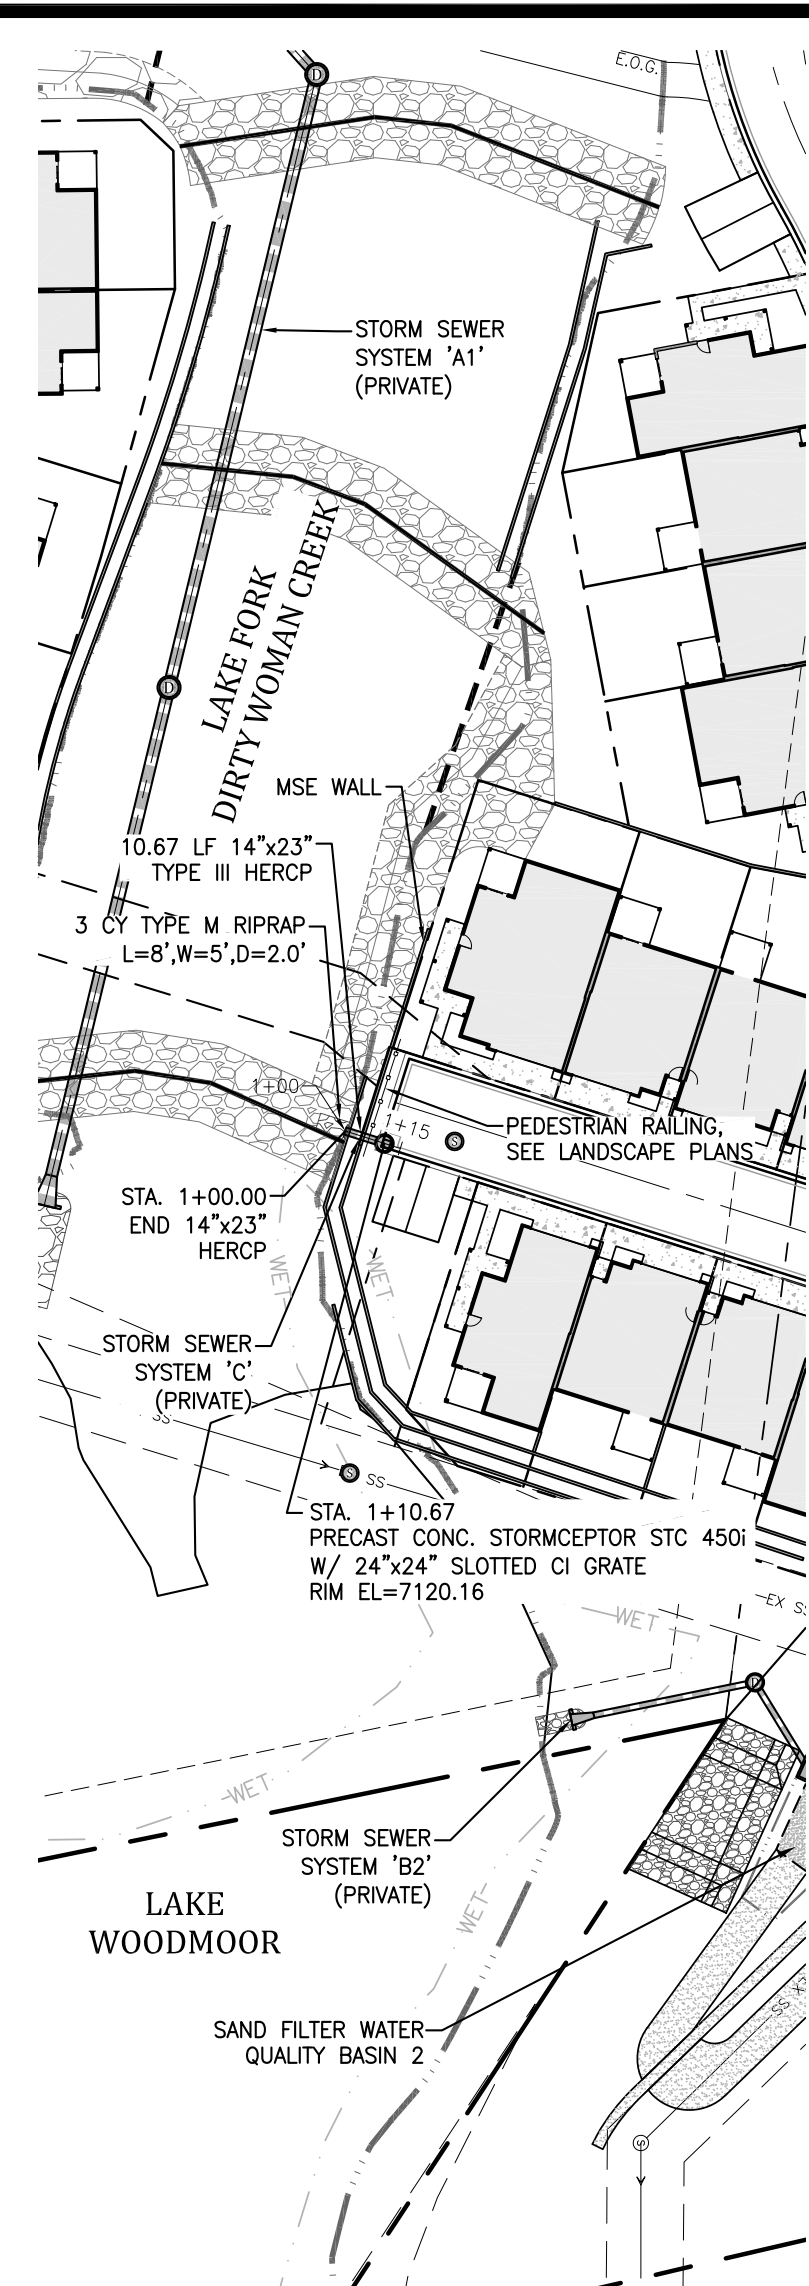 E.O.G.
D
STORM SEWER
SYSTEM 'A1'
(PRIVATE)
LAKE FORK
DIRTY WOMAN CREEK
D
MSE WALL
10.67 LF 14"x23"
TYPE III HERCP
3 CY TYPE M RIPRAP
L=8',W=5',D=2.0'
1+00
1+15
S
PEDESTRIAN RAILING,
SEE LANDSCAPE PLANS
STA. 1+00.00
END 14"x23"
HERCP
WET
WET
STORM SEWER
SYSTEM 'C'
(PRIVATE)
SS
S
SS
STA. 1+10.67
PRECAST CONC. STORMCEPTOR STC 450i
W/ 24"x24" SLOTTED CI GRATE
RIM EL=7120.16
EX SS
WET
D
WET
STORM SEWER
SYSTEM 'B2'
(PRIVATE)
LAKE
WOODMOOR
WET
SAND FILTER WATER
QUALITY BASIN 2
SS
S